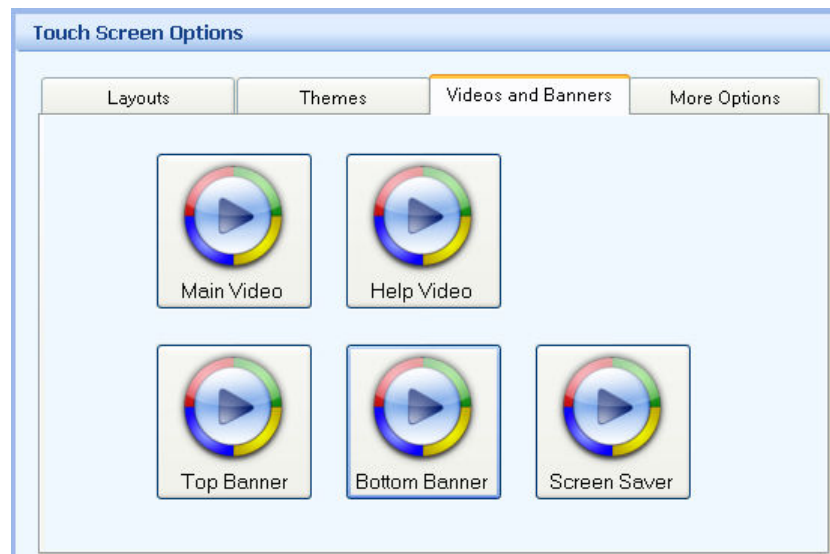 Touch Screen Options
Layouts Themes Videos and Banners More Options
Main Video Help Video
Top Banner Bottom Banner Screen Saver